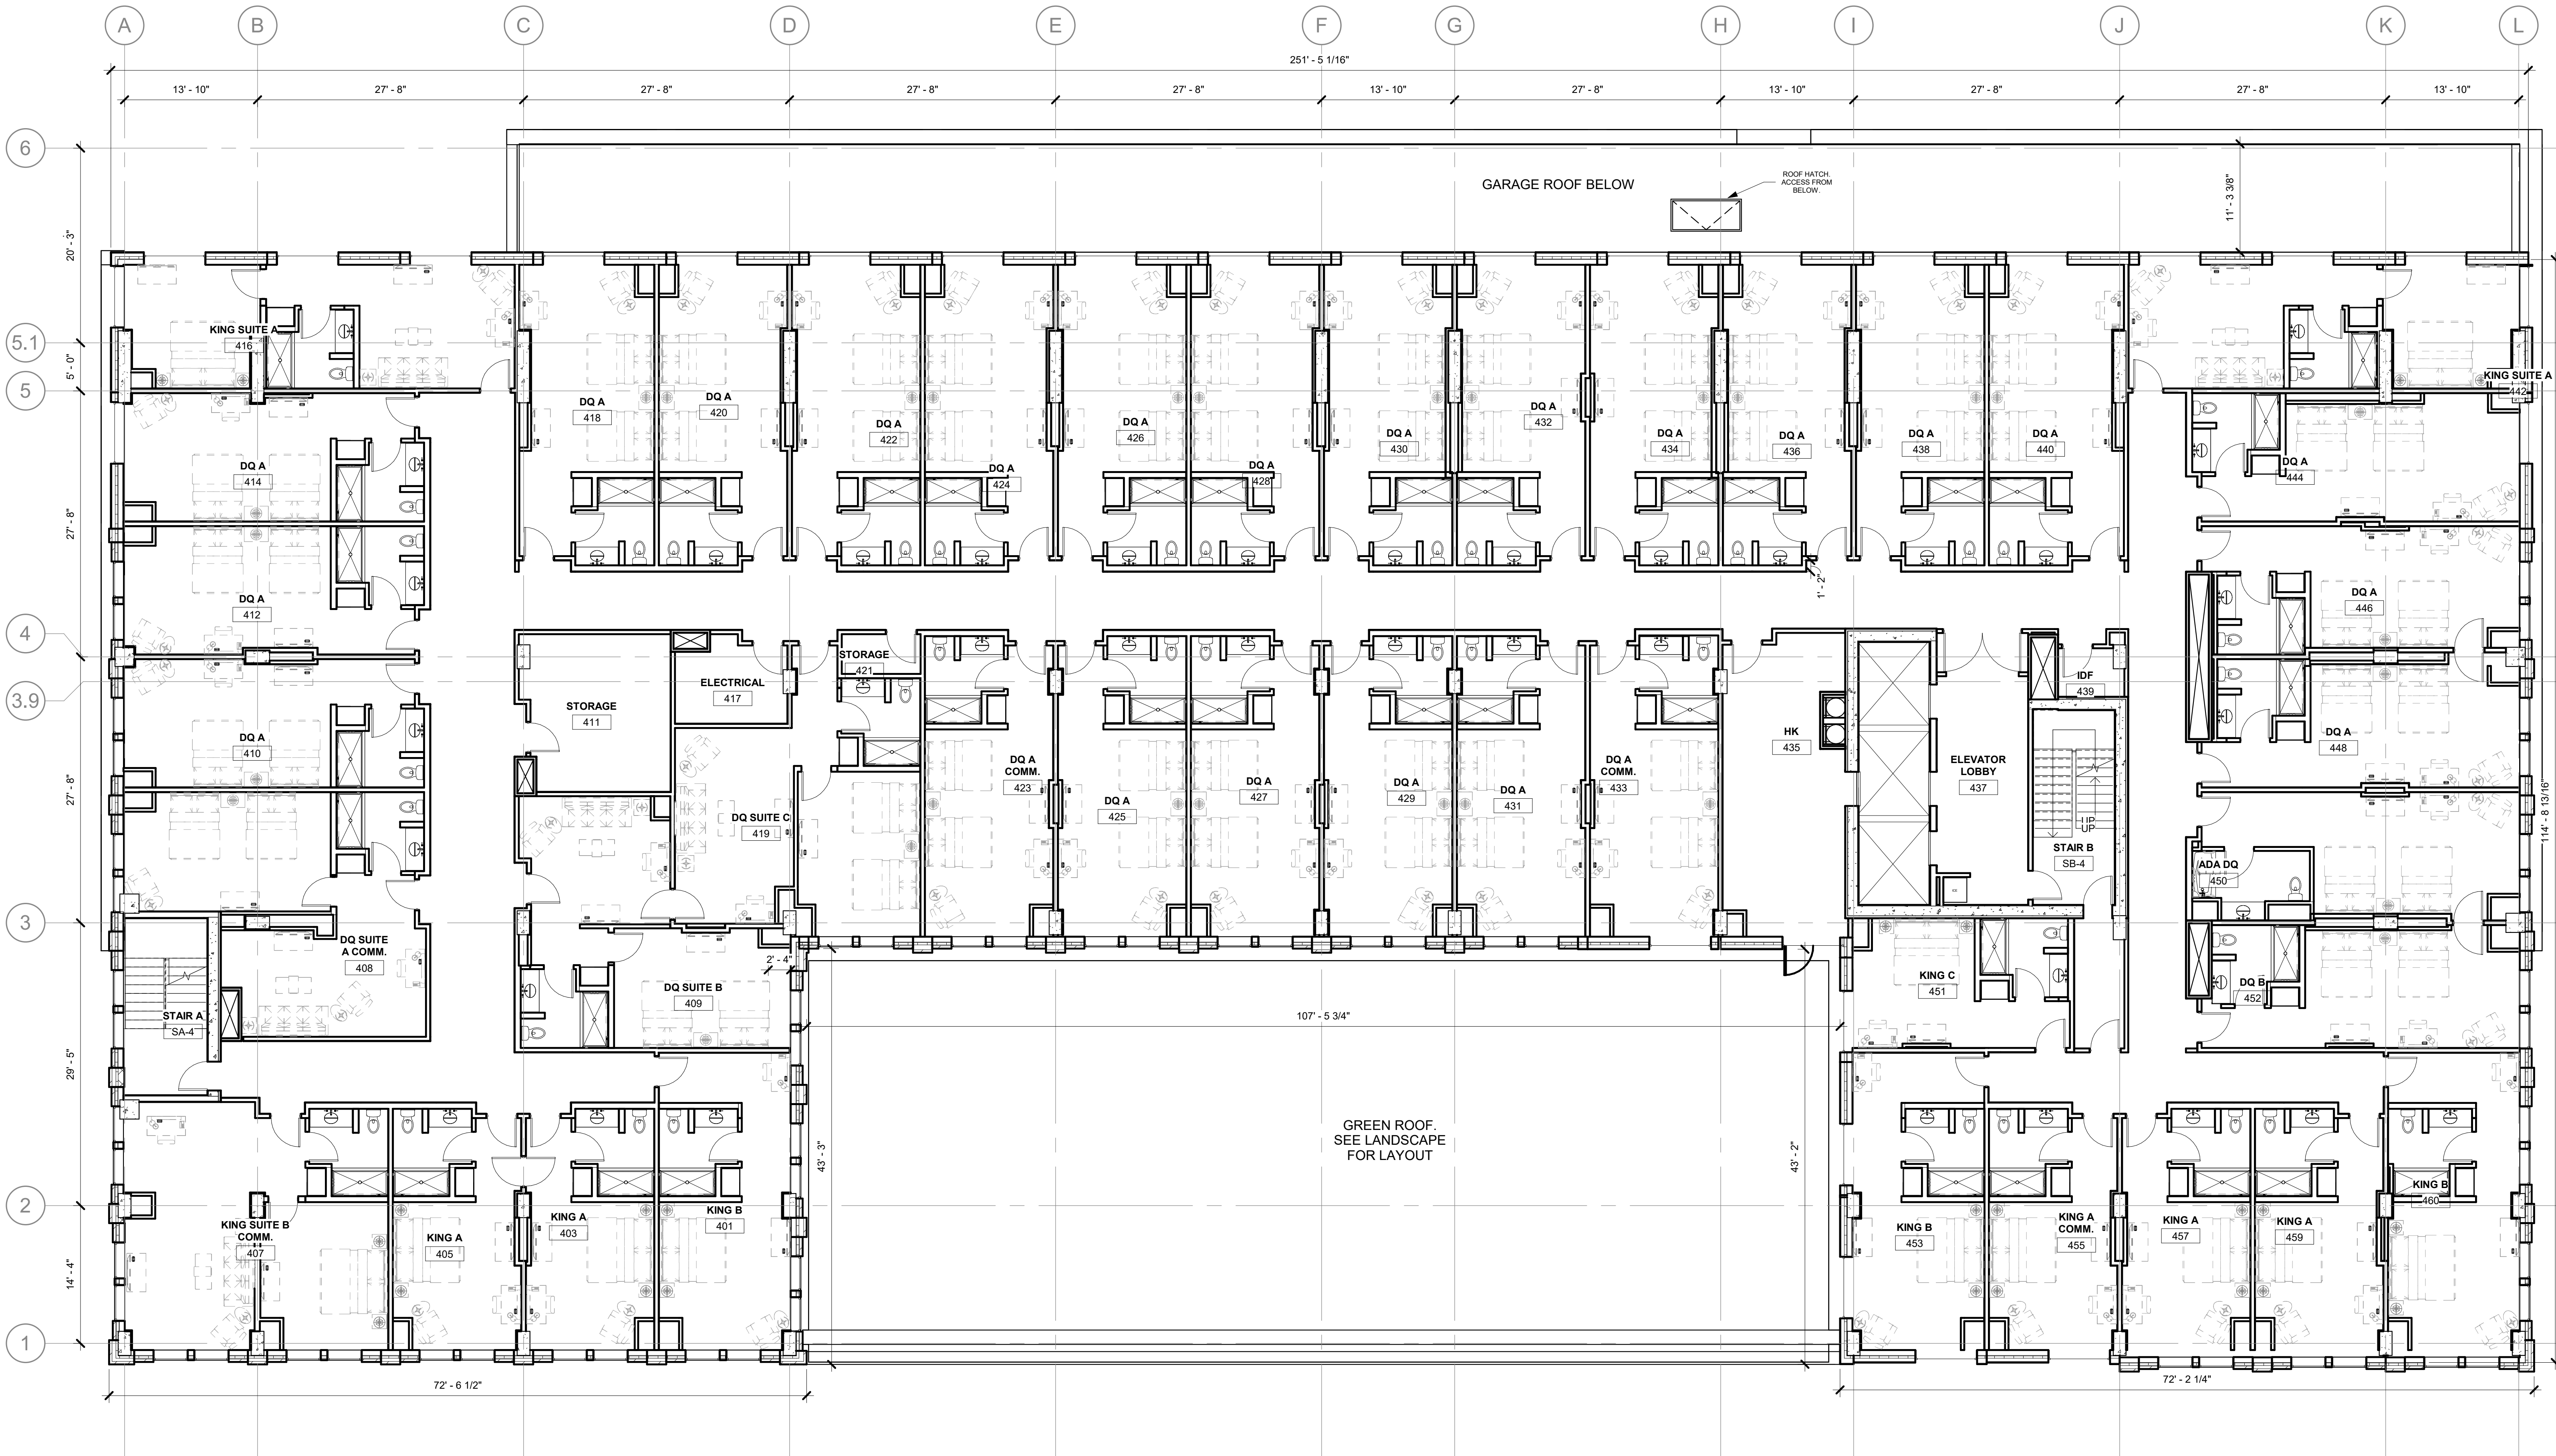 A B C D E F G H I J K L
251' - 5 1/16"
13' - 10" 27' - 8" 27' - 8" 27' - 8" 27' - 8" 13' - 10" 27' - 8" 13' - 10" 27' - 8" 27' - 8" 13' - 10"
6
GARAGE ROOF BELOW
ROOF HATCH.
ACCESS FROM
BELOW.
11' - 3 3/8"
20' - 3"
5.1
5' - 0"
5
KING SUITE A
416
KING SUITE A
442
DQ A
418
DQ A
420
DQ A
422
DQ A
424
DQ A
426
DQ A
428
DQ A
430
DQ A
432
DQ A
434
DQ A
436
DQ A
438
DQ A
440
DQ A
444
DQ A
414
27' - 8"
DQ A
412
1' - 2"
DQ A
446
4
3.9
STORAGE
421
ELECTRICAL
417
STORAGE
411
IDF
439
DQ A
410
HK
435
DQ A
448
27' - 8"
DQ A
COMM.
423
DQ A
425
DQ A
427
DQ A
429
DQ A
431
DQ A
COMM.
433
ELEVATOR
LOBBY
437
UP
UP
STAIR B
SB-4
114' - 8 13/16"
DQ SUITE C
419
ADA DQ
450
3
DQ SUITE
A COMM.
408
2' - 4"
DQ SUITE B
409
KING C
451
DQ B
452
STAIR A
SA-4
107' - 5 3/4"
29' - 5"
GREEN ROOF.
SEE LANDSCAPE
FOR LAYOUT
43' - 3"
43' - 2"
2
KING SUITE B
COMM.
407
KING A
405
KING A
403
KING B
401
KING B
453
KING A
COMM.
455
KING A
457
KING A
459
KING B
460
14' - 4"
1
72' - 6 1/2"
72' - 2 1/4"